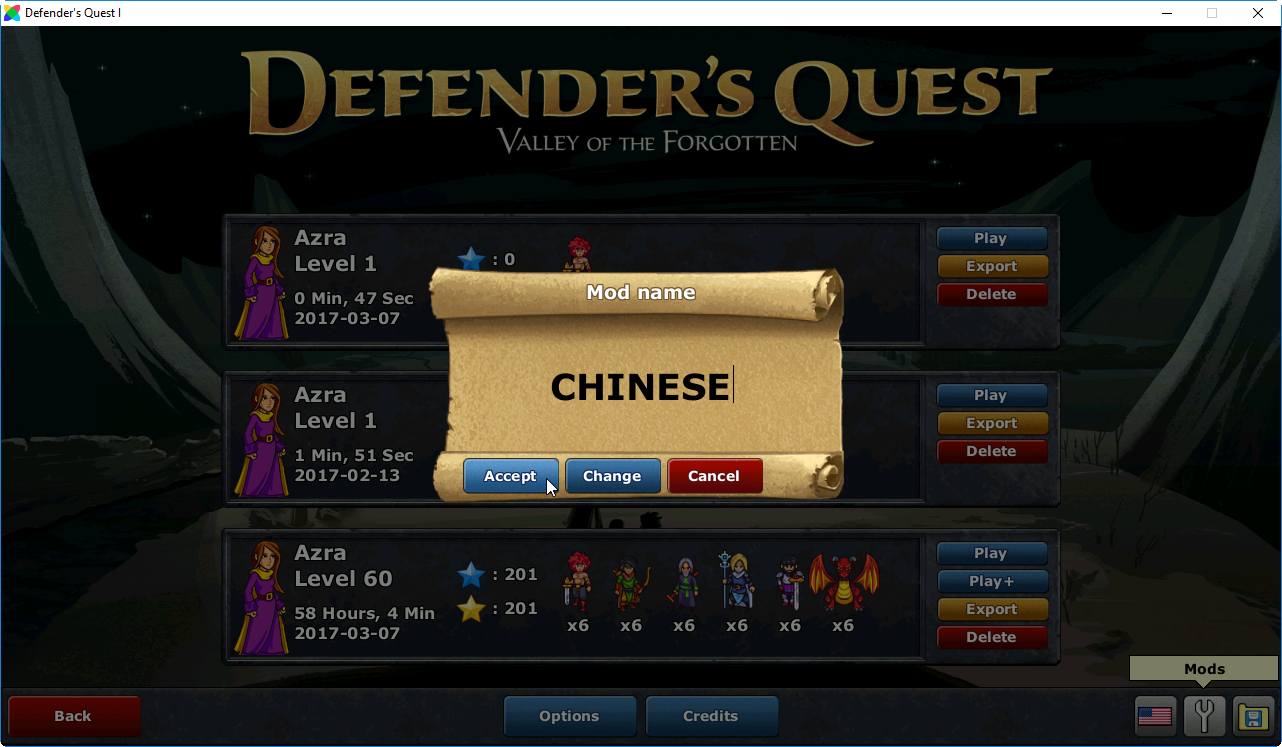 Defender's Quest I
DEFENDER'S QUEST
VALLEY OF THE FORGOTTEN
Azra
Level 1
0 Min, 47 Sec
2017-03-07
: 0
Play
Export
Delete
Mod name
CHINESE
Accept
Change
Cancel
Azra
Level 1
1 Min, 51 Sec
2017-02-13
Play
Export
Delete
Azra
Level 60
58 Hours, 4 Min
2017-03-07
: 201
: 201
x6
x6
x6
x6
x6
x6
Play
Play+
Export
Delete
Mods
Back
Options
Credits